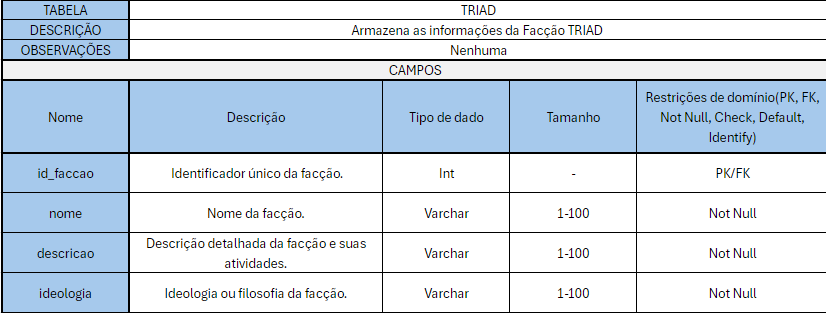 TABELA TRIAD
DESCRIÇÃO Armazena as informações da Facção TRIAD
OBSERVAÇÕES Nenhuma
CAMPOS
Nome Descrição Tipo de dado Tamanho Restrições de domínio(PK, FK,
Not Null, Check, Default,
Identify)
id_faccao Identificador único da facção. Int - PK/FK
nome Nome da facção. Varchar 1-100 Not Null
descricao Descrição detalhada da facção e suas
atividades. Varchar 1-100 Not Null
ideologia Ideologia ou filosofia da facção. Varchar 1-100 Not Null